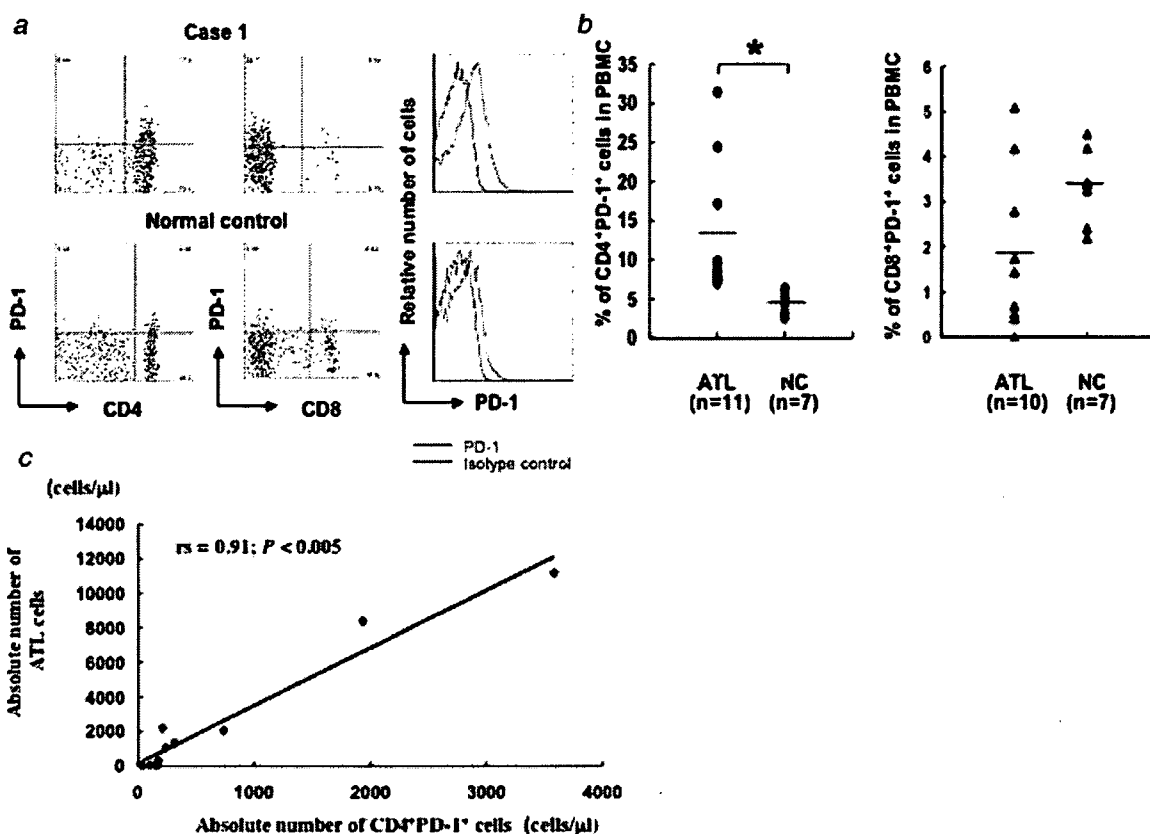 a
Case 1
Normal control
PD-1
PD-1
CD4
CD8
Relative number of cells
PD-1
PD-1
Isotype control
b
*
% of CD4⁺PD-1⁺ cells in PBMC
35
30
25
20
15
10
5
0
ATL
(n=11)
NC
(n=7)
% of CD8⁺PD-1⁺ cells in PBMC
6
5
4
3
2
1
0
ATL
(n=10)
NC
(n=7)
c
(cells/µl)
14000
12000
10000
8000
6000
4000
2000
0
rs = 0.91; P < 0.005
Absolute number of
ATL cells
0
1000
2000
3000
4000
Absolute number of CD4⁺PD-1⁺ cells (cells/µl)